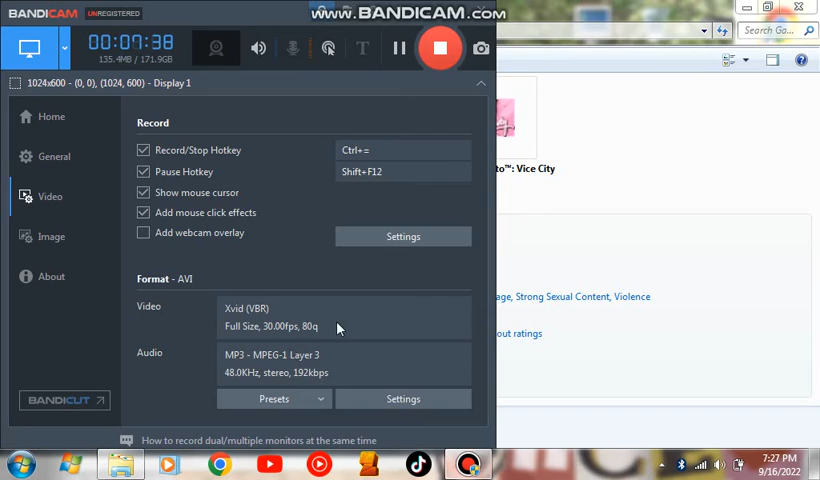 BANDICAM UNREGISTERED
WWW.BANDICAM.COM
00:07:38
135.4MB / 171.9GB
T
Search Ga...
1024x600 - (0, 0), (1024, 600) - Display 1
Home
General
Video
Image
About
BANDICUT
Record
Record/Stop Hotkey
Ctrl+=
Pause Hotkey
Shift+F12
Show mouse cursor
Add mouse click effects
Add webcam overlay
Settings
Format - AVI
Video
Xvid (VBR)
Full Size, 30.00fps, 80q
Audio
MP3 - MPEG-1 Layer 3
48.0KHz, stereo, 192kbps
Presets
Settings
How to record dual/multiple monitors at the same time
to™: Vice City
age, Strong Sexual Content, Violence
out ratings
7:27 PM
9/16/2022